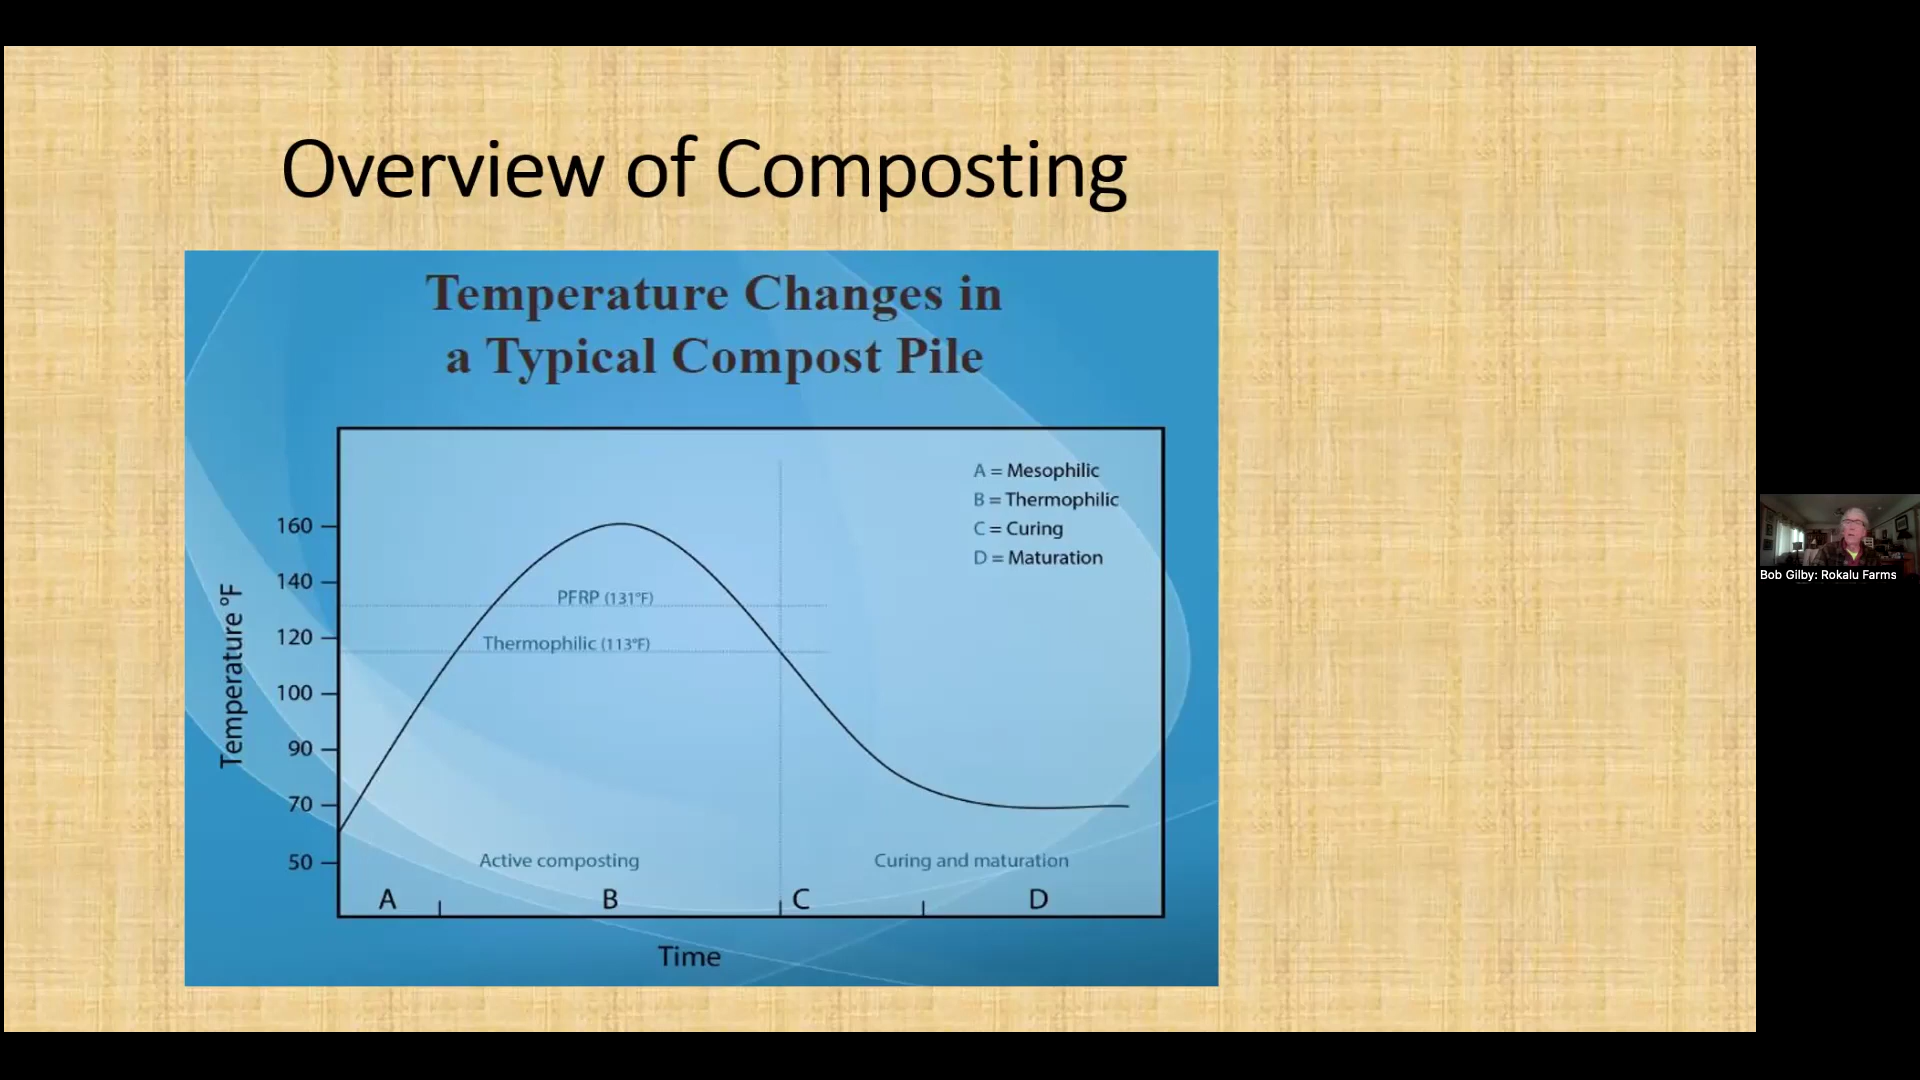 Overview of Composting
Temperature Changes in
a Typical Compost Pile
A = Mesophilic
B = Thermophilic
C = Curing
D = Maturation
160
140
120
100
90
70
50
Temperature °F
PFRP (131°F)
Thermophilic (113°F)
Active composting
Curing and maturation
A
B
C
D
Time
Bob Gilby: Rokalu Farms